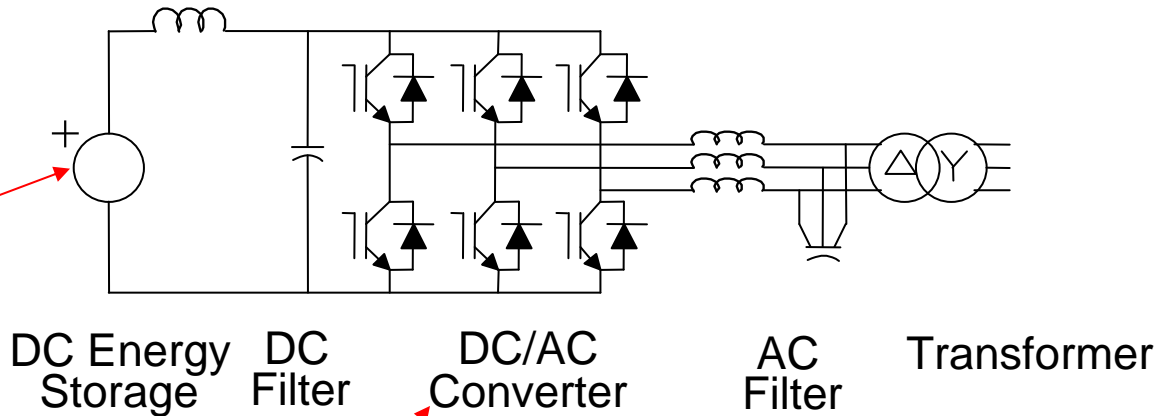 +
Δ Y
DC Energy Storage
DC Filter
DC/AC Converter
AC Filter
Transformer